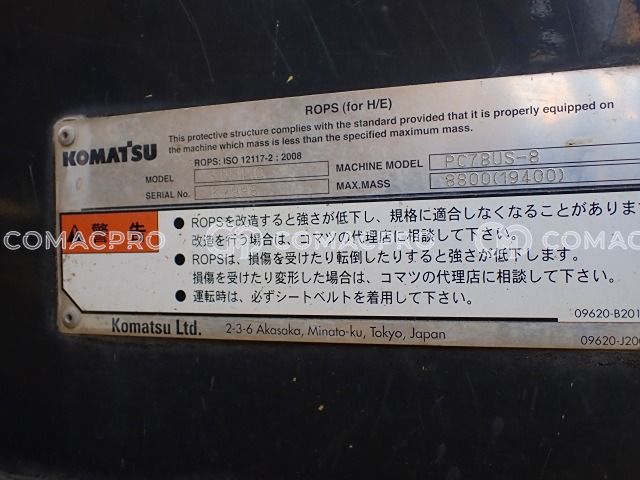 ROPS (for H/E)
This protective structure complies with the standard provided that it is properly equipped on
the machine which mass is less than the specified maximum mass.
KOMATSU
ROPS: ISO 12117-2 : 2008
MODEL
MACHINE MODEL PC78US-8
SERIAL No.
MAX.MASS 8800(19400)
警告
● ROPSを改造すると強さが低下し、規格に適合しなくなることがありま
改造を行う場合は、コマツの代理店に相談して下さい。
● ROPSは、損傷を受けたり転倒したりすると強さが低下します。
損傷を受けたり変形した場合は、コマツの代理店に相談して下さい。
● 運転時は、必ずシートベルトを着用して下さい。
09620-B201
Komatsu Ltd. 2-3-6 Akasaka, Minato-ku, Tokyo, Japan
09620-J200
COMACPRO
COMACPRO
COMACPRO